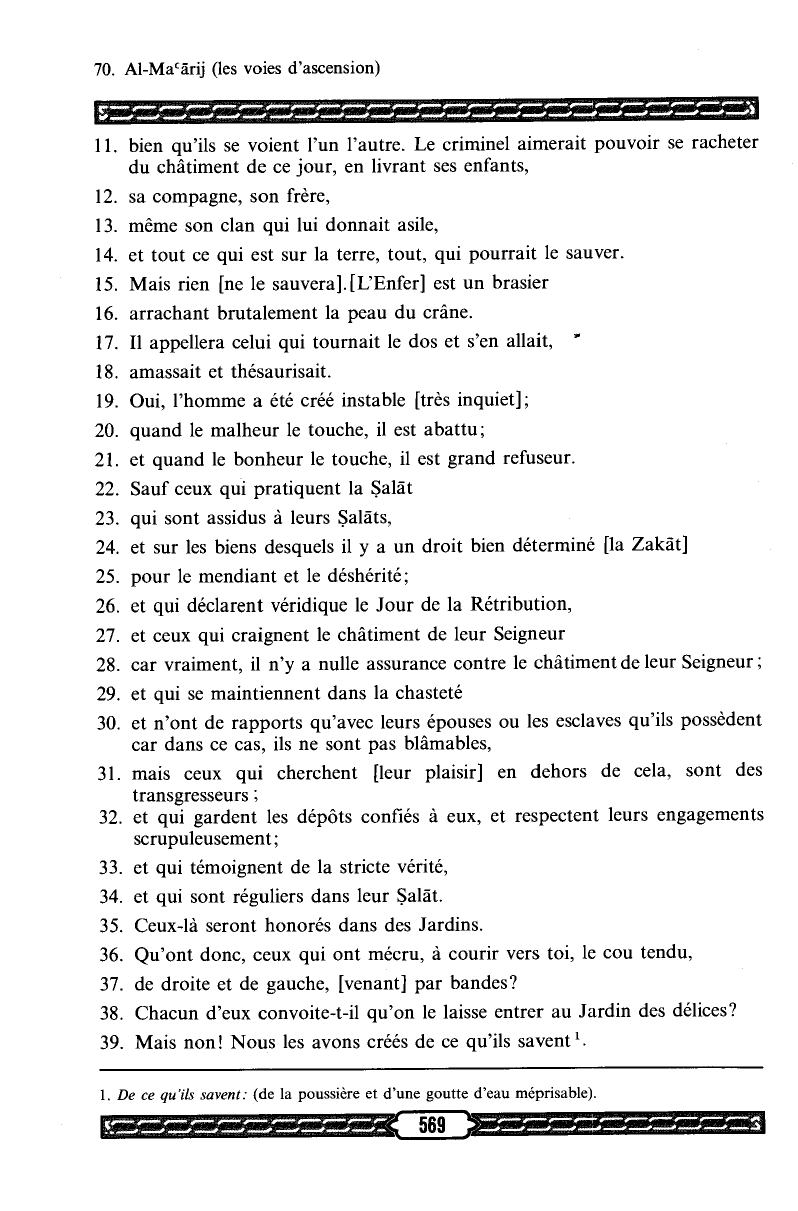 70. Al-Maʿārij (les voies d'ascension)
11. bien qu'ils se voient l'un l'autre. Le criminel aimerait pouvoir se racheter
du châtiment de ce jour, en livrant ses enfants,
12. sa compagne, son frère,
13. même son clan qui lui donnait asile,
14. et tout ce qui est sur la terre, tout, qui pourrait le sauver.
15. Mais rien [ne le sauvera].[L'Enfer] est un brasier
16. arrachant brutalement la peau du crâne.
17. Il appellera celui qui tournait le dos et s'en allait,
18. amassait et thésaurisait.
19. Oui, l'homme a été créé instable [très inquiet];
20. quand le malheur le touche, il est abattu;
21. et quand le bonheur le touche, il est grand refuseur.
22. Sauf ceux qui pratiquent la Ṣalāt
23. qui sont assidus à leurs Ṣalāts,
24. et sur les biens desquels il y a un droit bien déterminé [la Zakāt]
25. pour le mendiant et le déshérité;
26. et qui déclarent véridique le Jour de la Rétribution,
27. et ceux qui craignent le châtiment de leur Seigneur
28. car vraiment, il n'y a nulle assurance contre le châtiment de leur Seigneur;
29. et qui se maintiennent dans la chasteté
30. et n'ont de rapports qu'avec leurs épouses ou les esclaves qu'ils possèdent
car dans ce cas, ils ne sont pas blâmables,
31. mais ceux qui cherchent [leur plaisir] en dehors de cela, sont des
transgresseurs;
32. et qui gardent les dépôts confiés à eux, et respectent leurs engagements
scrupuleusement;
33. et qui témoignent de la stricte vérité,
34. et qui sont réguliers dans leur Ṣalāt.
35. Ceux-là seront honorés dans des Jardins.
36. Qu'ont donc, ceux qui ont mécru, à courir vers toi, le cou tendu,
37. de droite et de gauche, [venant] par bandes?
38. Chacun d'eux convoite-t-il qu'on le laisse entrer au Jardin des délices?
39. Mais non! Nous les avons créés de ce qu'ils savent¹.
1. De ce qu'ils savent: (de la poussière et d'une goutte d'eau méprisable).
569